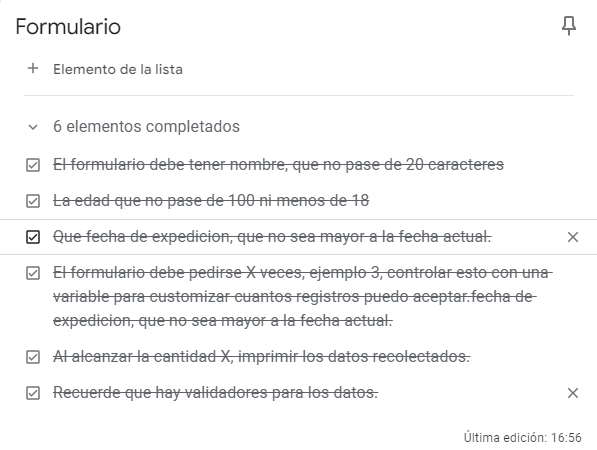 Formulario
Elemento de la lista
6 elementos completados
El formulario debe tener nombre, que no pase de 20 caracteres
La edad que no pase de 100 ni menos de 18
Que fecha de expedicion, que no sea mayor a la fecha actual.
El formulario debe pedirse X veces, ejemplo 3, controlar esto con una
variable para customizar cuantos registros puedo aceptar.fecha de
expedicion, que no sea mayor a la fecha actual.
Al alcanzar la cantidad X, imprimir los datos recolectados.
Recuerde que hay validadores para los datos.
Última edición: 16:56